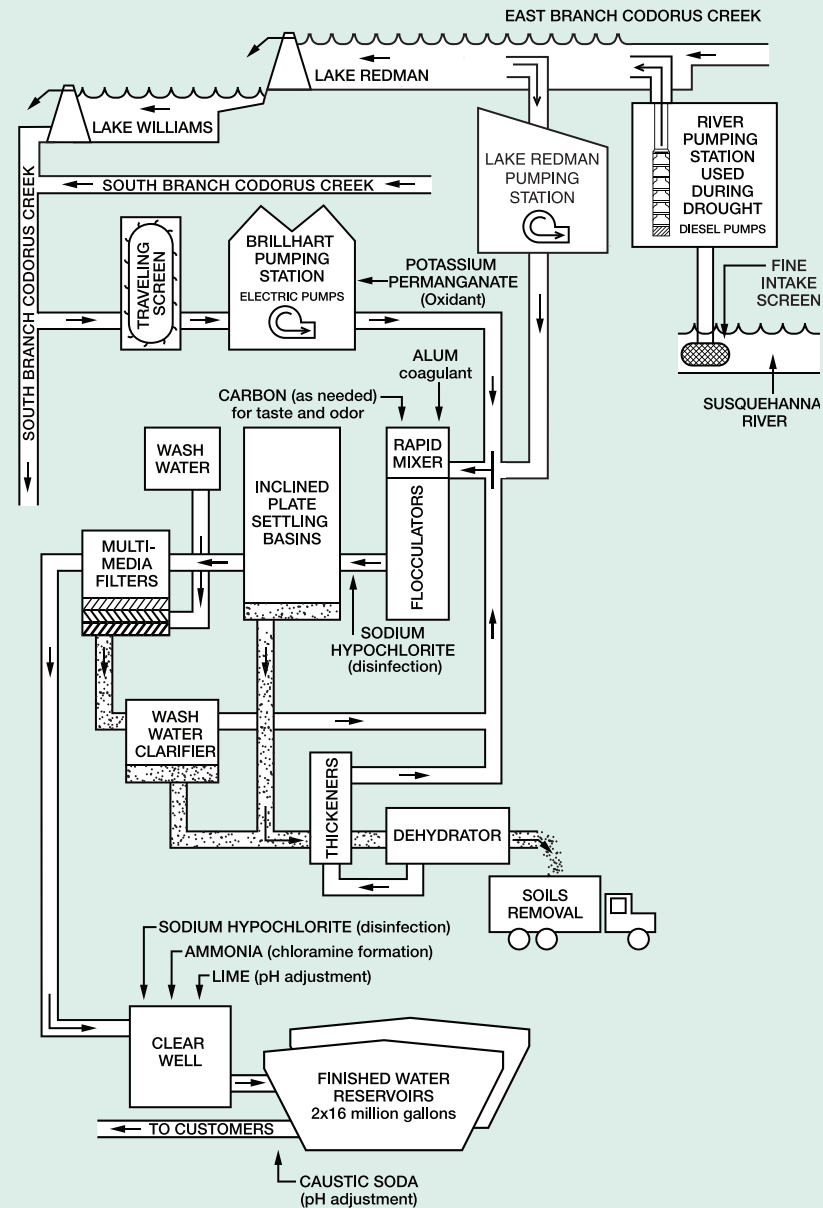 EAST BRANCH CODORUS CREEK
LAKE REDMAN
LAKE WILLIAMS
RIVER
PUMPING
STATION
USED
DURING
DROUGHT
DIESEL PUMPS
LAKE REDMAN
PUMPING
STATION
SOUTH BRANCH CODORUS CREEK
SOUTH BRANCH CODORUS CREEK
TRAVELING
SCREEN
BRILLHART
PUMPING
STATION
ELECTRIC PUMPS
POTASSIUM
PERMANGANATE
(Oxidant)
FINE
INTAKE
SCREEN
SUSQUEHANNA
RIVER
ALUM
coagulant
CARBON (as needed)
for taste and odor
WASH
WATER
INCLINED
PLATE
SETTLING
BASINS
RAPID
MIXER
FLOCCULATORS
MULTI-
MEDIA
FILTERS
SODIUM
HYPOCHLORITE
(disinfection)
WASH
WATER
CLARIFIER
THICKENERS
DEHYDRATOR
SOILS
REMOVAL
SODIUM HYPOCHLORITE (disinfection)
AMMONIA (chloramine formation)
LIME (pH adjustment)
CLEAR
WELL
FINISHED WATER
RESERVOIRS
2x16 million gallons
TO CUSTOMERS
CAUSTIC SODA
(pH adjustment)